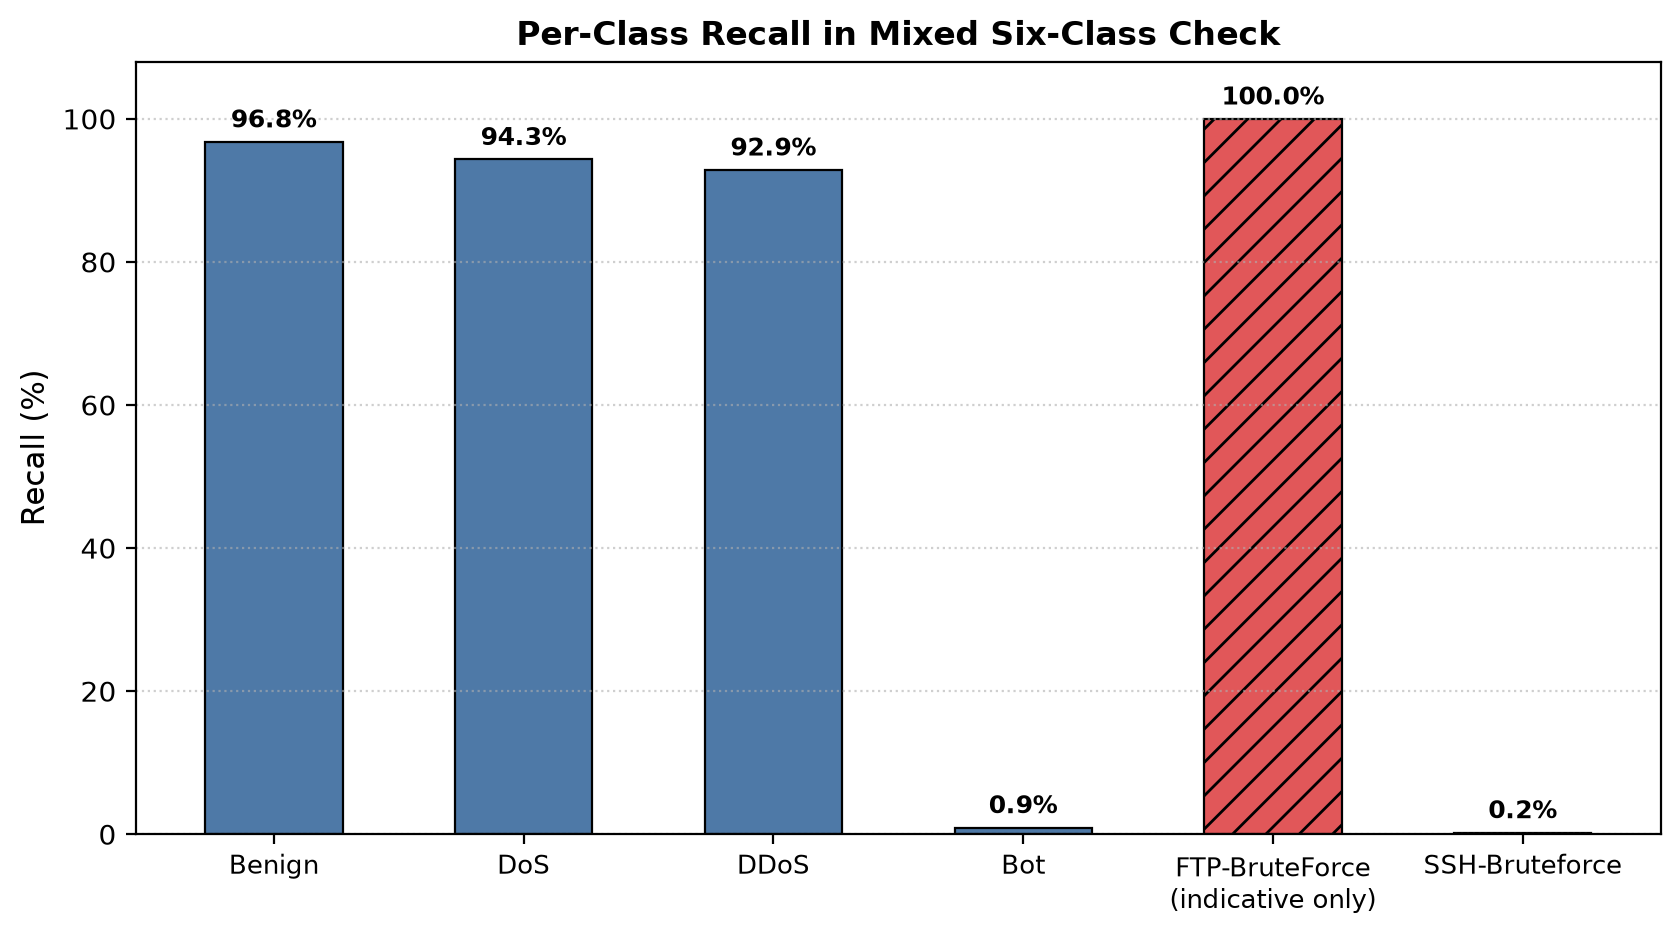 Per-Class Recall in Mixed Six-Class Check
Recall (%)
100
80
60
40
20
0
96.8%
94.3%
92.9%
0.9%
100.0%
0.2%
Benign
DoS
DDoS
Bot
FTP-BruteForce
(indicative only)
SSH-Bruteforce